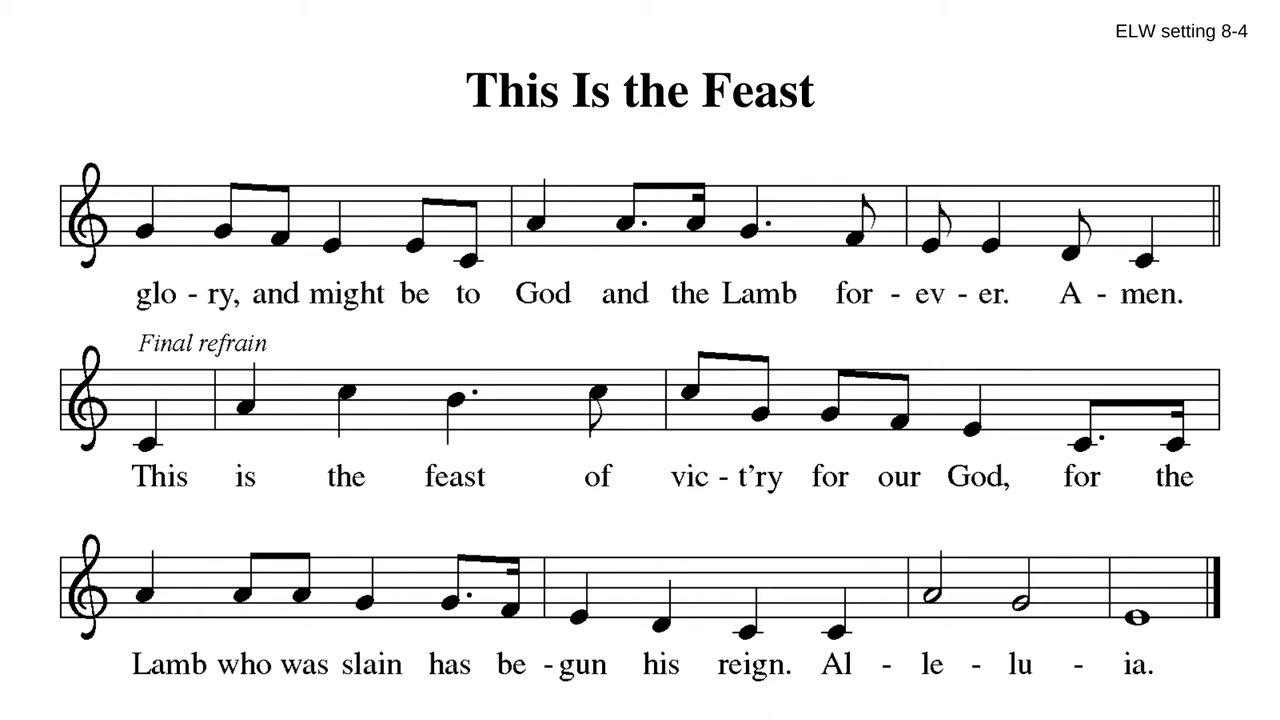 ELW setting 8-4
This Is the Feast
glo - ry, and might be to God and the Lamb for - ev - er. A - men.
Final refrain
This is the feast of vic - t’ry for our God, for the
Lamb who was slain has be - gun his reign. Al - le - lu - ia.